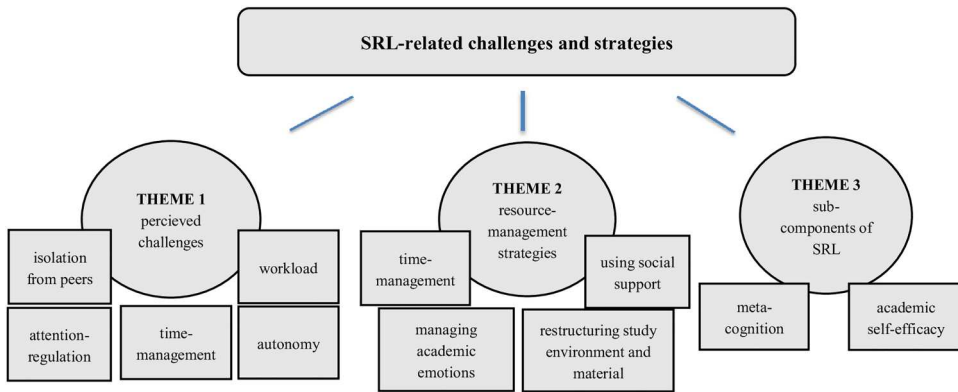 SRL-related challenges and strategies
THEME 1
percieved
challenges
isolation
from peers
workload
attention-
regulation
time-
management
autonomy
THEME 2
resource-
management
strategies
time-
management
using social
support
managing
academic
emotions
restructuring study
environment and
material
THEME 3
sub-
components of
SRL
meta-
cognition
academic
self-efficacy